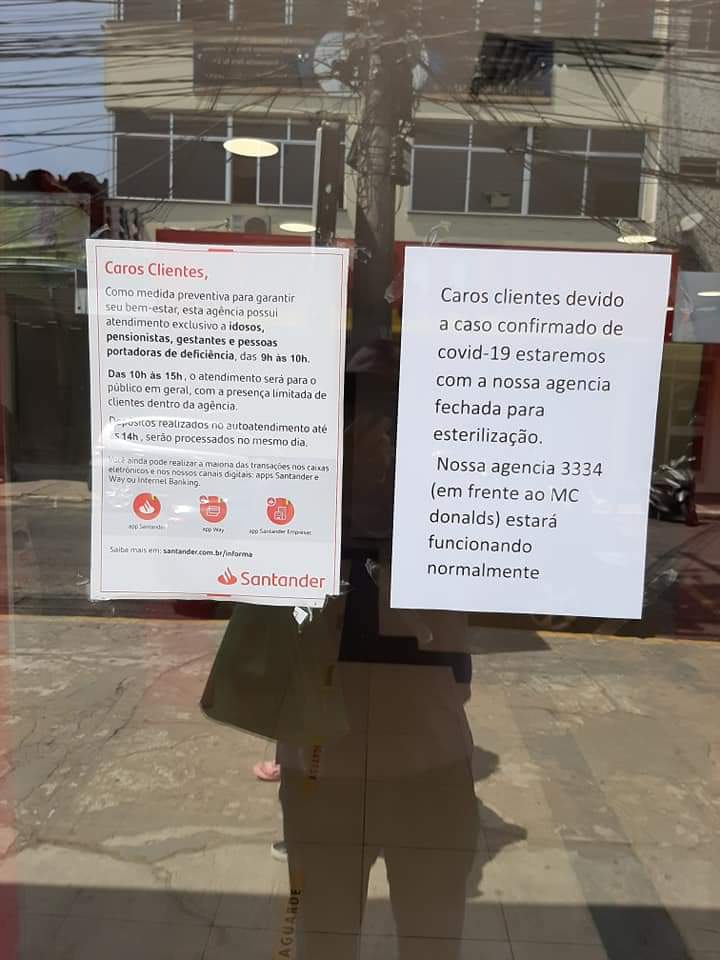 Caros Clientes,
Como medida preventiva para garantir
seu bem-estar, esta agência possui
atendimento exclusivo a idosos,
pensionistas, gestantes e pessoas
portadoras de deficiência, das 9h às 10h.
Das 10h às 15h, o atendimento será para o
público em geral, com a presença limitada de
clientes dentro da agência.
Depósitos realizados no autoatendimento até
às 14h, serão processados no mesmo dia.
Você ainda pode realizar a maioria das transações nos caixas
eletrônicos e nos nossos canais digitais: apps Santander e
Way ou Internet Banking.
app Santander
app Way
app Santander Empresas
Saiba mais em: santander.com.br/informa
Santander
Caros clientes devido
a caso confirmado de
covid-19 estaremos
com a nossa agencia
fechada para
esterilização.
Nossa agencia 3334
(em frente ao MC
donalds) estará
funcionando
normalmente
AGUARDE
AGUARDE